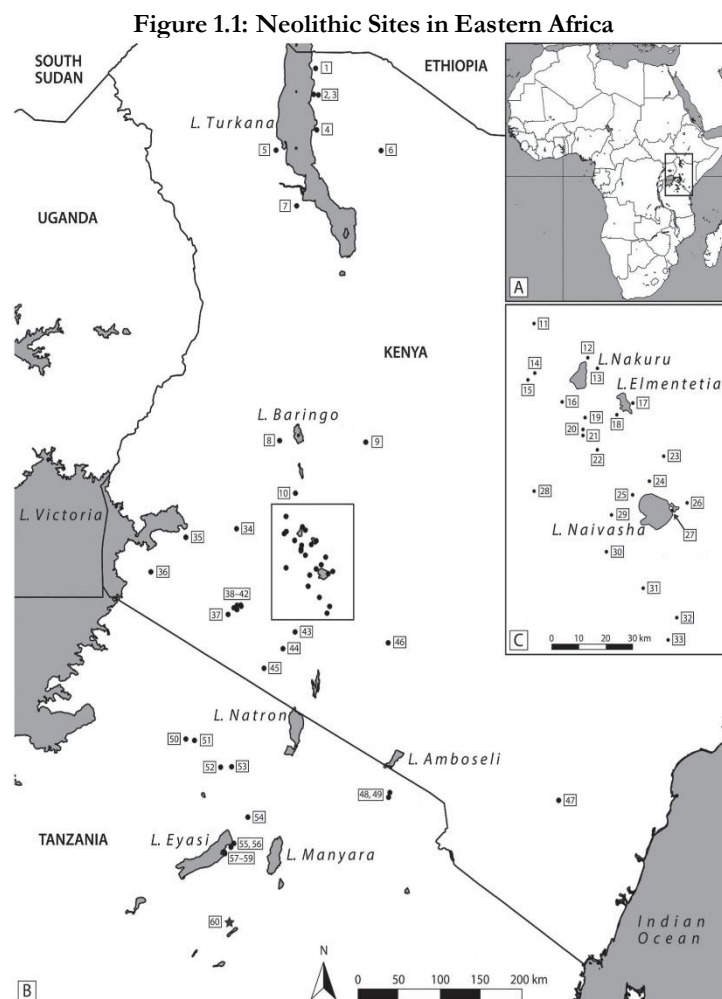 Figure 1.1: Neolithic Sites in Eastern Africa
SOUTH
SUDAN
ETHIOPIA
1
2, 3
L. Turkana
4
5
6
7
UGANDA
A
KENYA
L. Baringo
8
9
10
L. Victoria
34
35
36
38–42
37
43
44
45
46
L. Natron
L. Amboseli
50
51
52
53
48, 49
47
54
TANZANIA
L. Eyasi
55, 56
57–59
L. Manyara
60
Indian
Ocean
N
B
0 50 100 150 200 km
11
12
L. Nakuru
13
14
15
L. Elmentetia
16
17
18
19
20
21
22
23
24
25
26
27
28
29
L. Naivasha
30
31
32
33
C
0 10 20 30 km